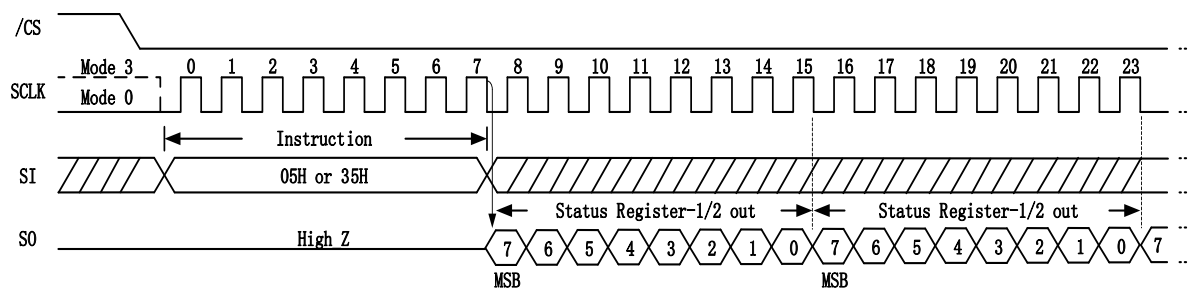 /CS
Mode 3 0 1 2 3 4 5 6 7 8 9 10 11 12 13 14 15 16 17 18 19 20 21 22 23
SCLK
Mode 0
Instruction
SI 05H or 35H
Status Register-1/2 out Status Register-1/2 out
SO High Z 7 6 5 4 3 2 1 0 7 6 5 4 3 2 1 0 7
MSB MSB